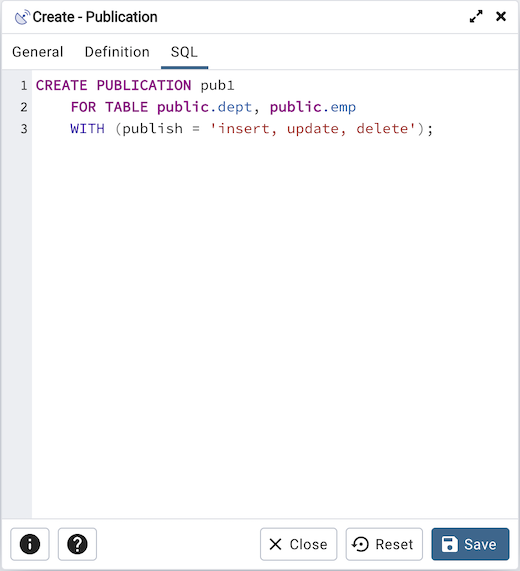 Create - Publication
General Definition SQL
1 CREATE PUBLICATION pub1
2 FOR TABLE public.dept, public.emp
3 WITH (publish = 'insert, update, delete');
Close Reset Save